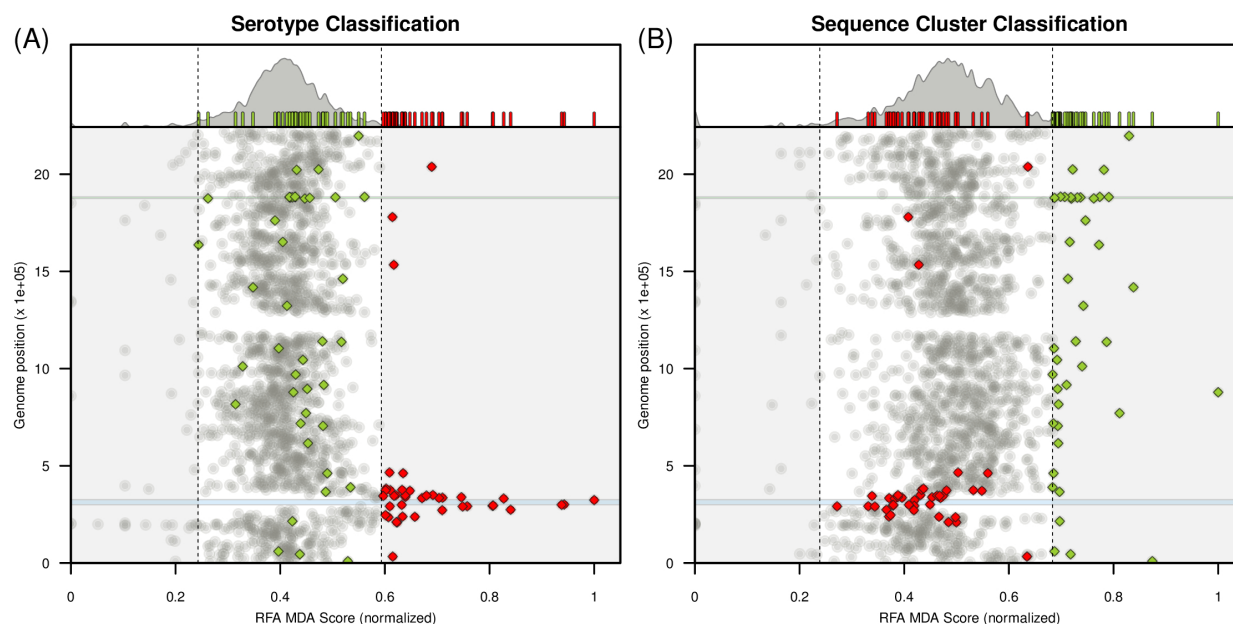 Serotype Classification
(A)
20
15
10
5
0
Genome position (x 1e+05)
0 0.2 0.4 0.6 0.8 1
RFA MDA Score (normalized)
Sequence Cluster Classification
(B)
20
15
10
5
0
Genome position (x 1e+05)
0 0.2 0.4 0.6 0.8 1
RFA MDA Score (normalized)